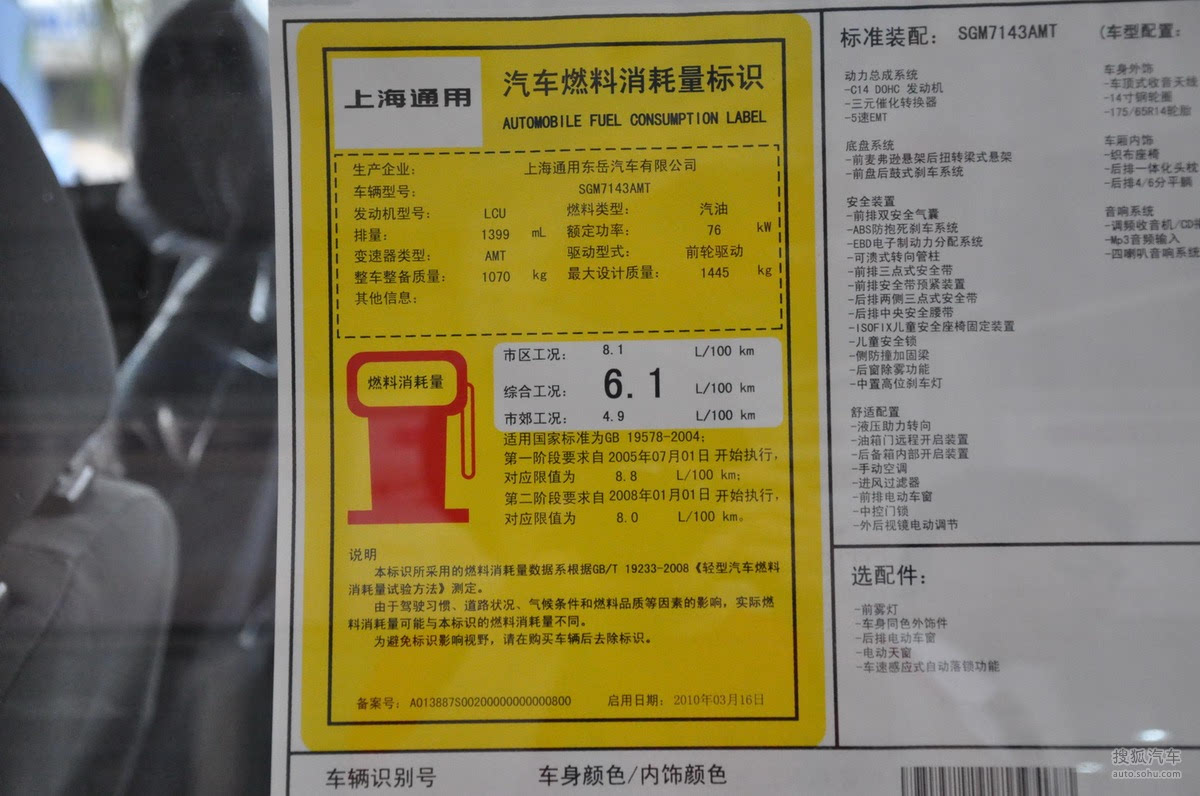 上海通用
汽车燃料消耗量标识
AUTOMOBILE FUEL CONSUMPTION LABEL
生产企业： 上海通用东岳汽车有限公司
车辆型号： SGM7143AMT
发动机型号： LCU 燃料类型： 汽油
排量： 1399 mL 额定功率： 76 kW
变速器类型： AMT 驱动型式： 前轮驱动
整车整备质量： 1070 kg 最大设计质量： 1445 kg
其他信息：
燃料消耗量
市区工况： 8.1 L/100 km
综合工况： 6.1 L/100 km
市郊工况： 4.9 L/100 km
适用国家标准为GB 19578-2004；
第一阶段要求自 2005年07月01日 开始执行，
对应限值为 8.8 L/100 km；
第二阶段要求自 2008年01月01日 开始执行，
对应限值为 8.0 L/100 km。
说明
本标识所采用的燃料消耗量数据系根据GB/T 19233-2008《轻型汽车燃料
消耗量试验方法》测定。
由于驾驶习惯、道路状况、气候条件和燃料品质等因素的影响，实际燃
料消耗量可能与本标识的燃料消耗量不同。
为避免标识影响视野，请在购买车辆后去除标识。
备案号： A013887S00200000000000800 启用日期： 2010年03月16日
车辆识别号 车身颜色/内饰颜色
标准装配： SGM7143AMT （车型配置：
动力总成系统
-C14 DOHC 发动机
-三元催化转换器
-5速EMT
底盘系统
-前麦弗逊悬架后扭转梁式悬架
-前盘后鼓式刹车系统
安全装置
-前排双安全气囊
-ABS防抱死刹车系统
-EBD电子制动力分配系统
-可溃式转向管柱
-前排三点式安全带
-前排安全带预紧装置
-后排两侧三点式安全带
-后排中央安全腰带
-ISOFIX儿童安全座椅固定装置
-儿童安全锁
-侧防撞加固梁
-后窗除雾功能
-中置高位刹车灯
舒适配置
-液压助力转向
-油箱门远程开启装置
-后备箱内部开启装置
-手动空调
-进风过滤器
-前排电动车窗
-中控门锁
-外后视镜电动调节
车身外饰
-车顶式收音天线
-14寸钢轮圈
-175/65R14轮胎
车厢内饰
-织布座椅
-后排一体化头枕
-后排4/6分平躺
音响系统
-调频收音机/CD
-Mp3音频输入
-四喇叭音响系统
选配件：
-前雾灯
-车身同色外饰件
-后排电动车窗
-电动天窗
-车速感应式自动落锁功能
搜狐汽车
auto.sohu.com